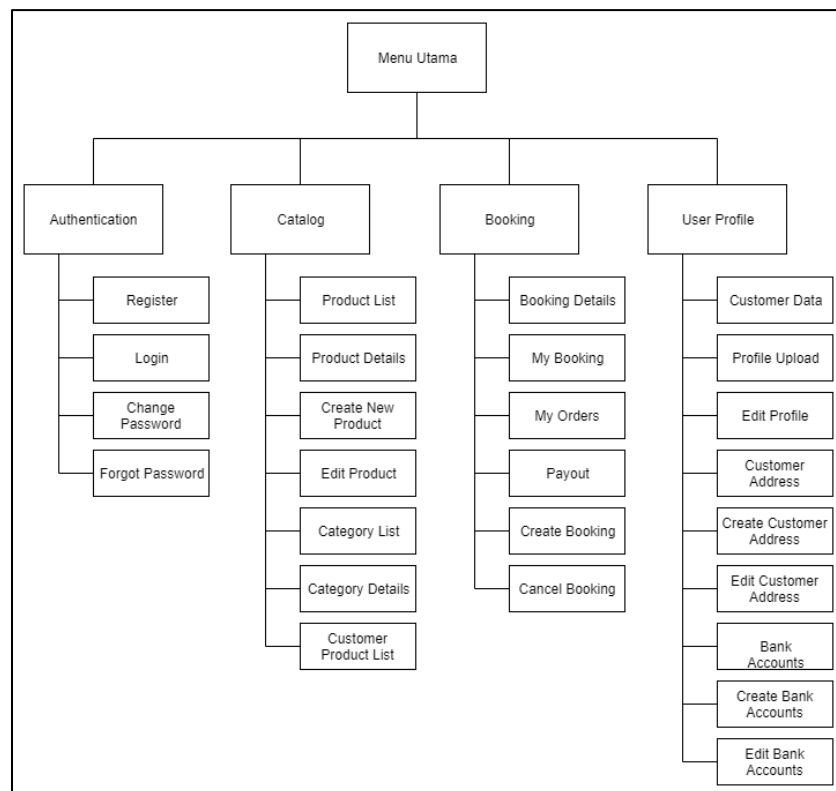 Menu Utama
Authentication
Catalog
Booking
User Profile
Register
Login
Change
Password
Forgot Password
Product List
Product Details
Create New
Product
Edit Product
Category List
Category Details
Customer
Product List
Booking Details
My Booking
My Orders
Payout
Create Booking
Cancel Booking
Customer Data
Profile Upload
Edit Profile
Customer
Address
Create Customer
Address
Edit Customer
Address
Bank
Accounts
Create Bank
Accounts
Edit Bank
Accounts